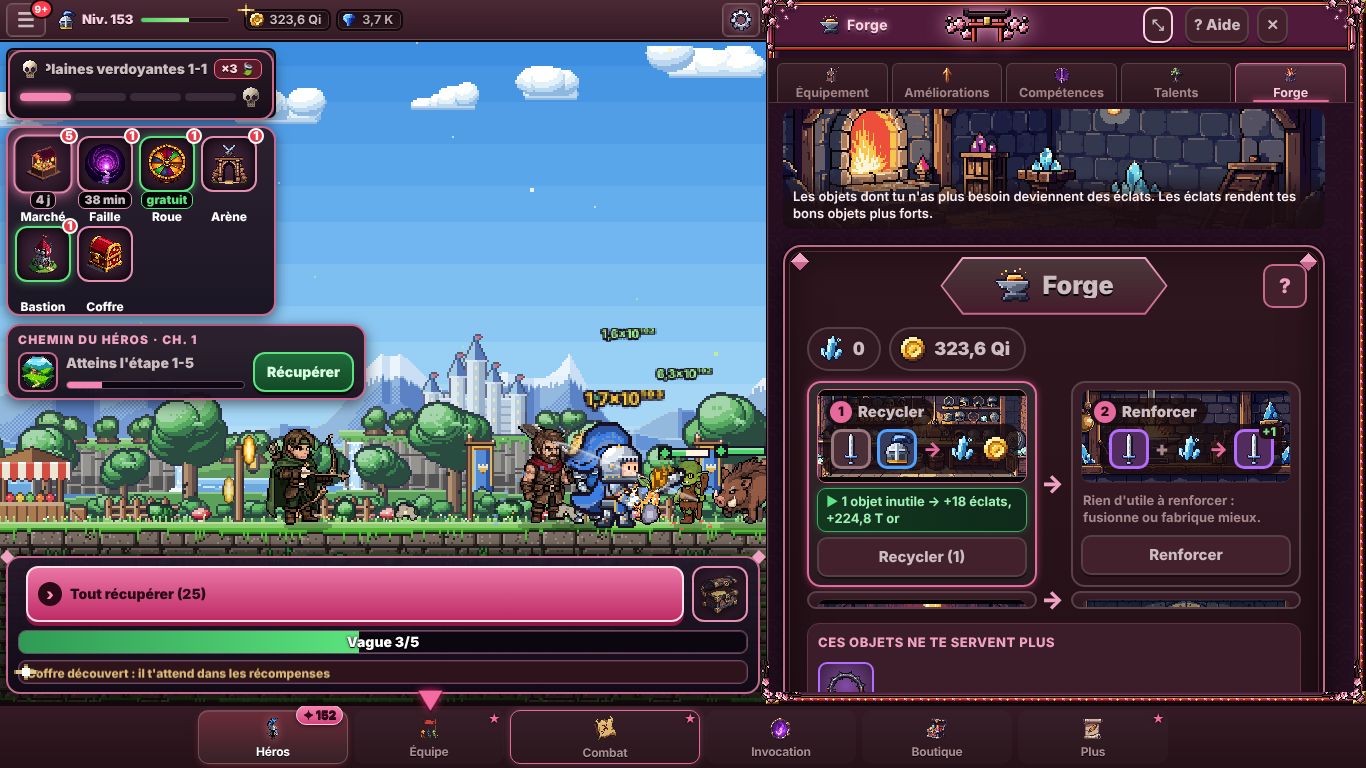 9+
Niv. 153
323,6 Qi
3,7 K
Plaines verdoyantes 1-1
×3
5
1
1
1
4 j
38 min
gratuit
Marché
Faille
Roue
Arène
1
Bastion
Coffre
CHEMIN DU HÉROS · CH. 1
Atteins l'étape 1-5
Récupérer
Tout récupérer (25)
Vague 3/5
Coffre découvert : il t'attend dans les récompenses
152
Héros
Équipe
Combat
Invocation
Boutique
Plus
Forge
? Aide
Équipement
Améliorations
Compétences
Talents
Forge
Les objets dont tu n'as plus besoin deviennent des éclats. Les éclats rendent tes
bons objets plus forts.
Forge
?
0
323,6 Qi
1 Recycler
1 objet inutile → +18 éclats,
+224,8 T or
Recycler (1)
2 Renforcer
+1
Rien d'utile à renforcer :
fusionne ou fabrique mieux.
Renforcer
CES OBJETS NE TE SERVENT PLUS